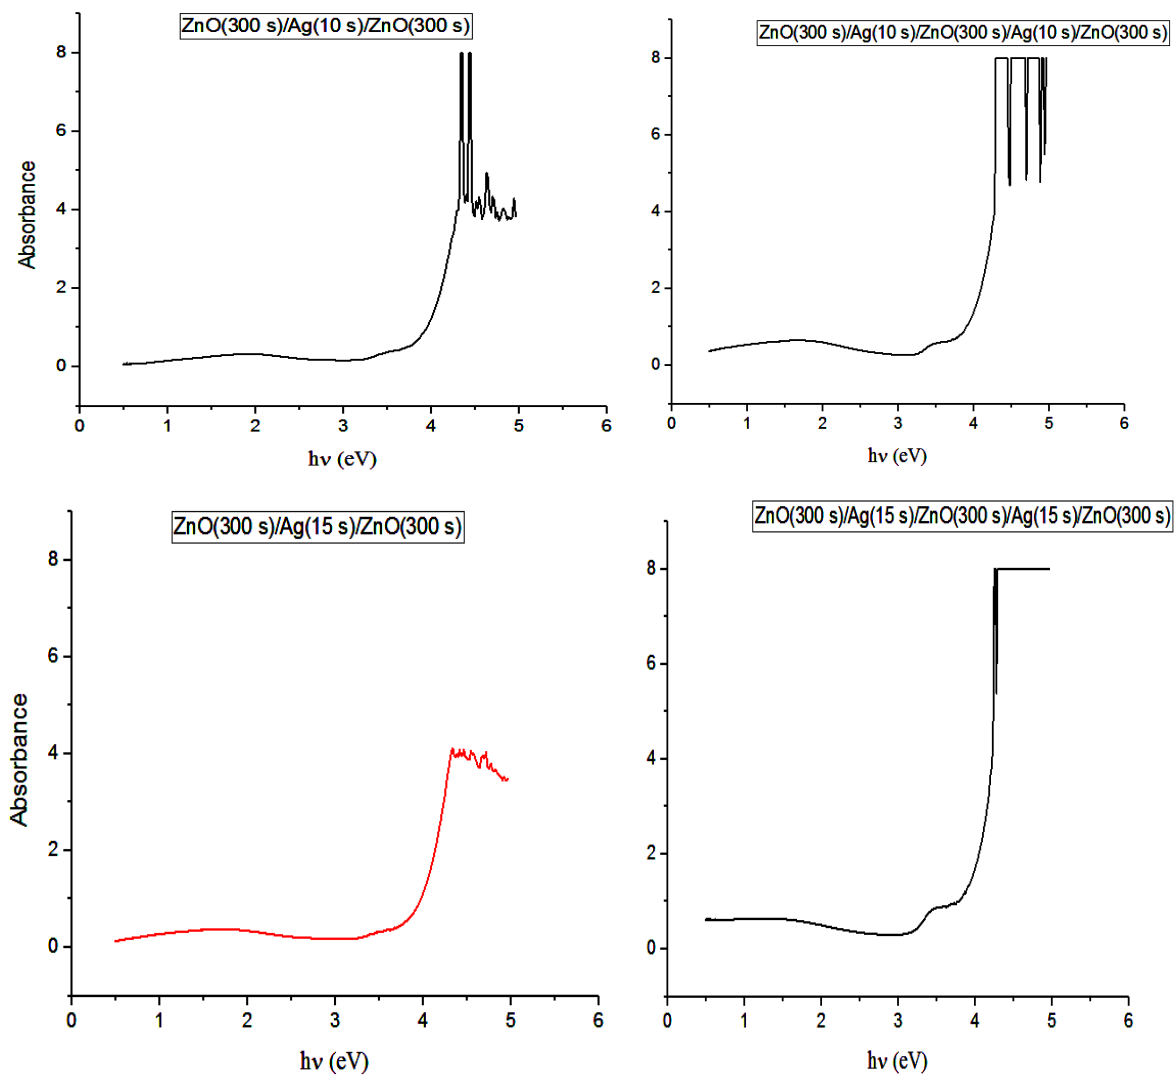 ZnO(300 s)/Ag(10 s)/ZnO(300 s)
8
6
4
2
0
Absorbance
0 1 2 3 4 5 6
hν (eV)
ZnO(300 s)/Ag(10 s)/ZnO(300 s)/Ag(10 s)/ZnO(300 s)
8
6
4
2
0
0 1 2 3 4 5 6
hν (eV)
ZnO(300 s)/Ag(15 s)/ZnO(300 s)
8
6
4
2
0
Absorbance
0 1 2 3 4 5 6
hν (eV)
ZnO(300 s)/Ag(15 s)/ZnO(300 s)/Ag(15 s)/ZnO(300 s)
8
6
4
2
0
0 1 2 3 4 5 6
hν (eV)